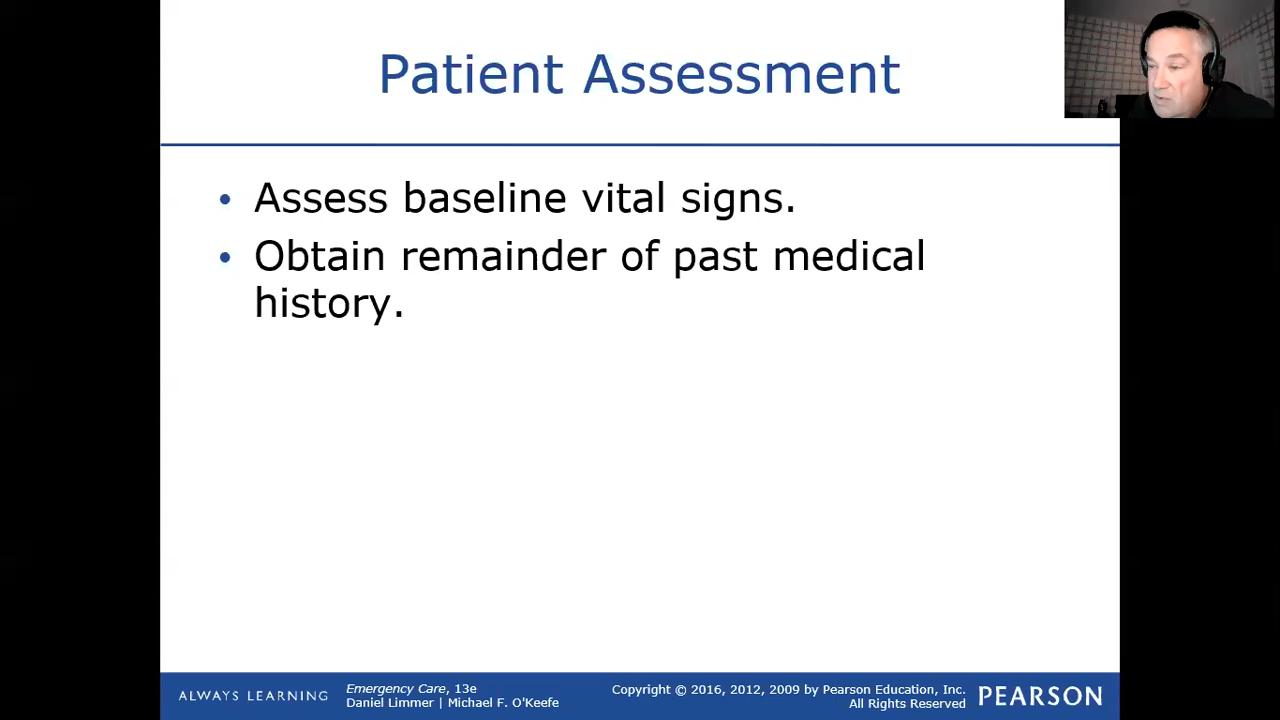 Patient Assessment
• Assess baseline vital signs.
• Obtain remainder of past medical
history.
ALWAYS LEARNING
Emergency Care, 13e
Daniel Limmer | Michael F. O'Keefe
Copyright © 2016, 2012, 2009 by Pearson Education, Inc.
All Rights Reserved
PEARSON